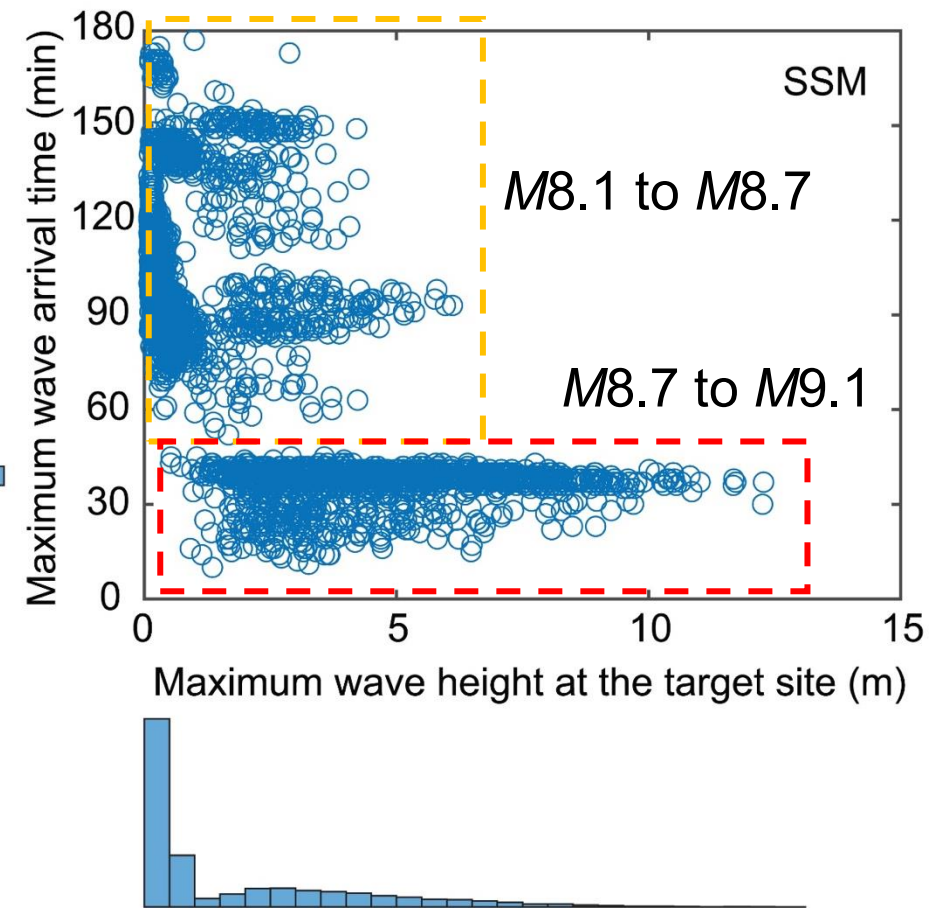 180
SSM
150
M8.1 to M8.7
120
90
M8.7 to M9.1
60
30
0
Maximum wave arrival time (min)
0 5 10 15
Maximum wave height at the target site (m)